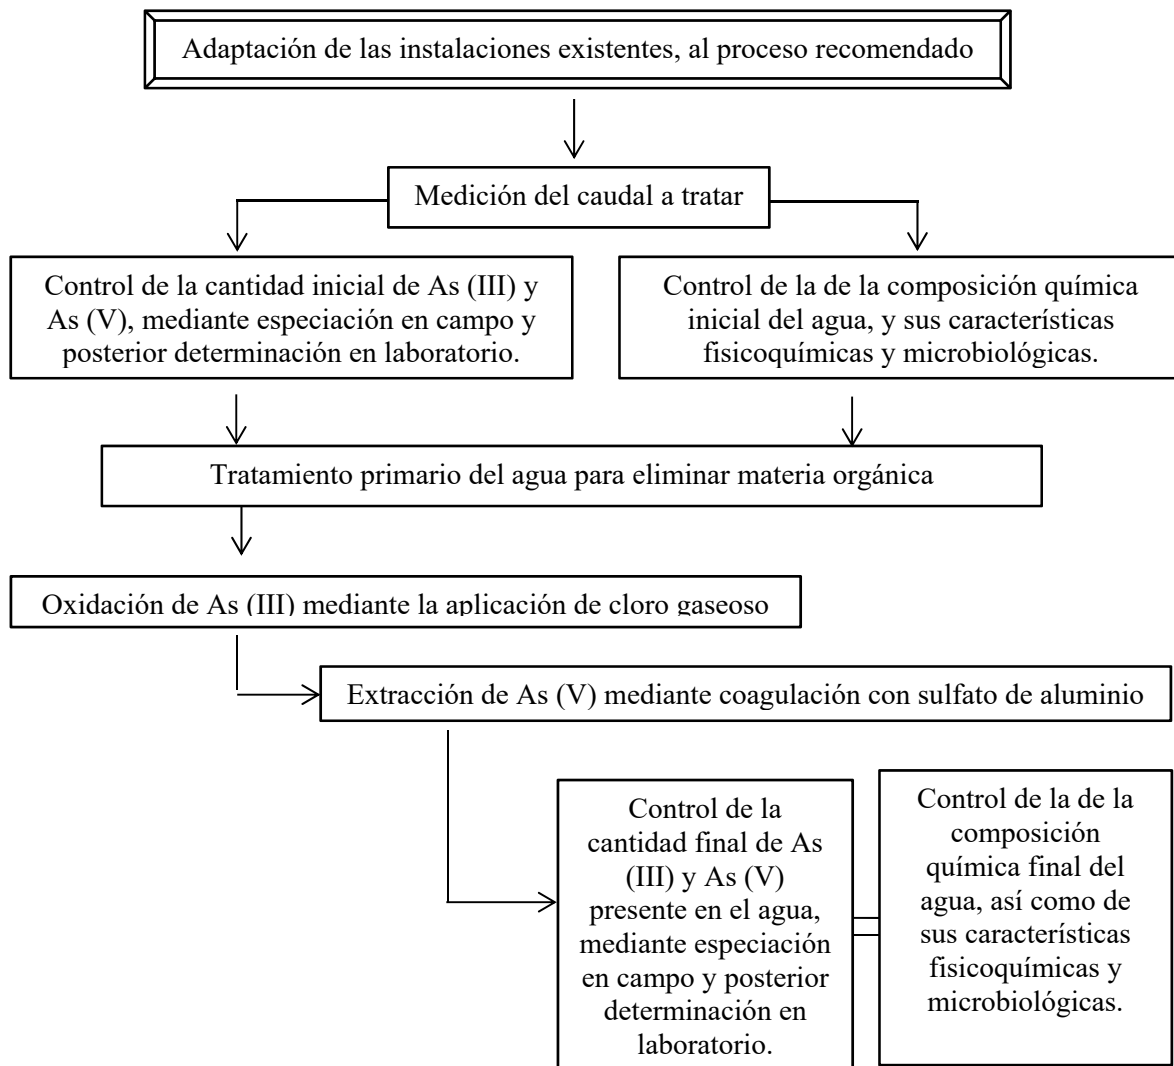 Adaptación de las instalaciones existentes, al proceso recomendado
Medición del caudal a tratar
Control de la cantidad inicial de As (III) y
As (V), mediante especiación en campo y
posterior determinación en laboratorio.
Control de la de la composición química
inicial del agua, y sus características
fisicoquímicas y microbiológicas.
Tratamiento primario del agua para eliminar materia orgánica
Oxidación de As (III) mediante la aplicación de cloro gaseoso
Extracción de As (V) mediante coagulación con sulfato de aluminio
Control de la
cantidad final de As
(III) y As (V)
presente en el agua,
mediante especiación
en campo y posterior
determinación en
laboratorio.
Control de la de la
composición
química final del
agua, así como de
sus características
fisicoquímicas y
microbiológicas.